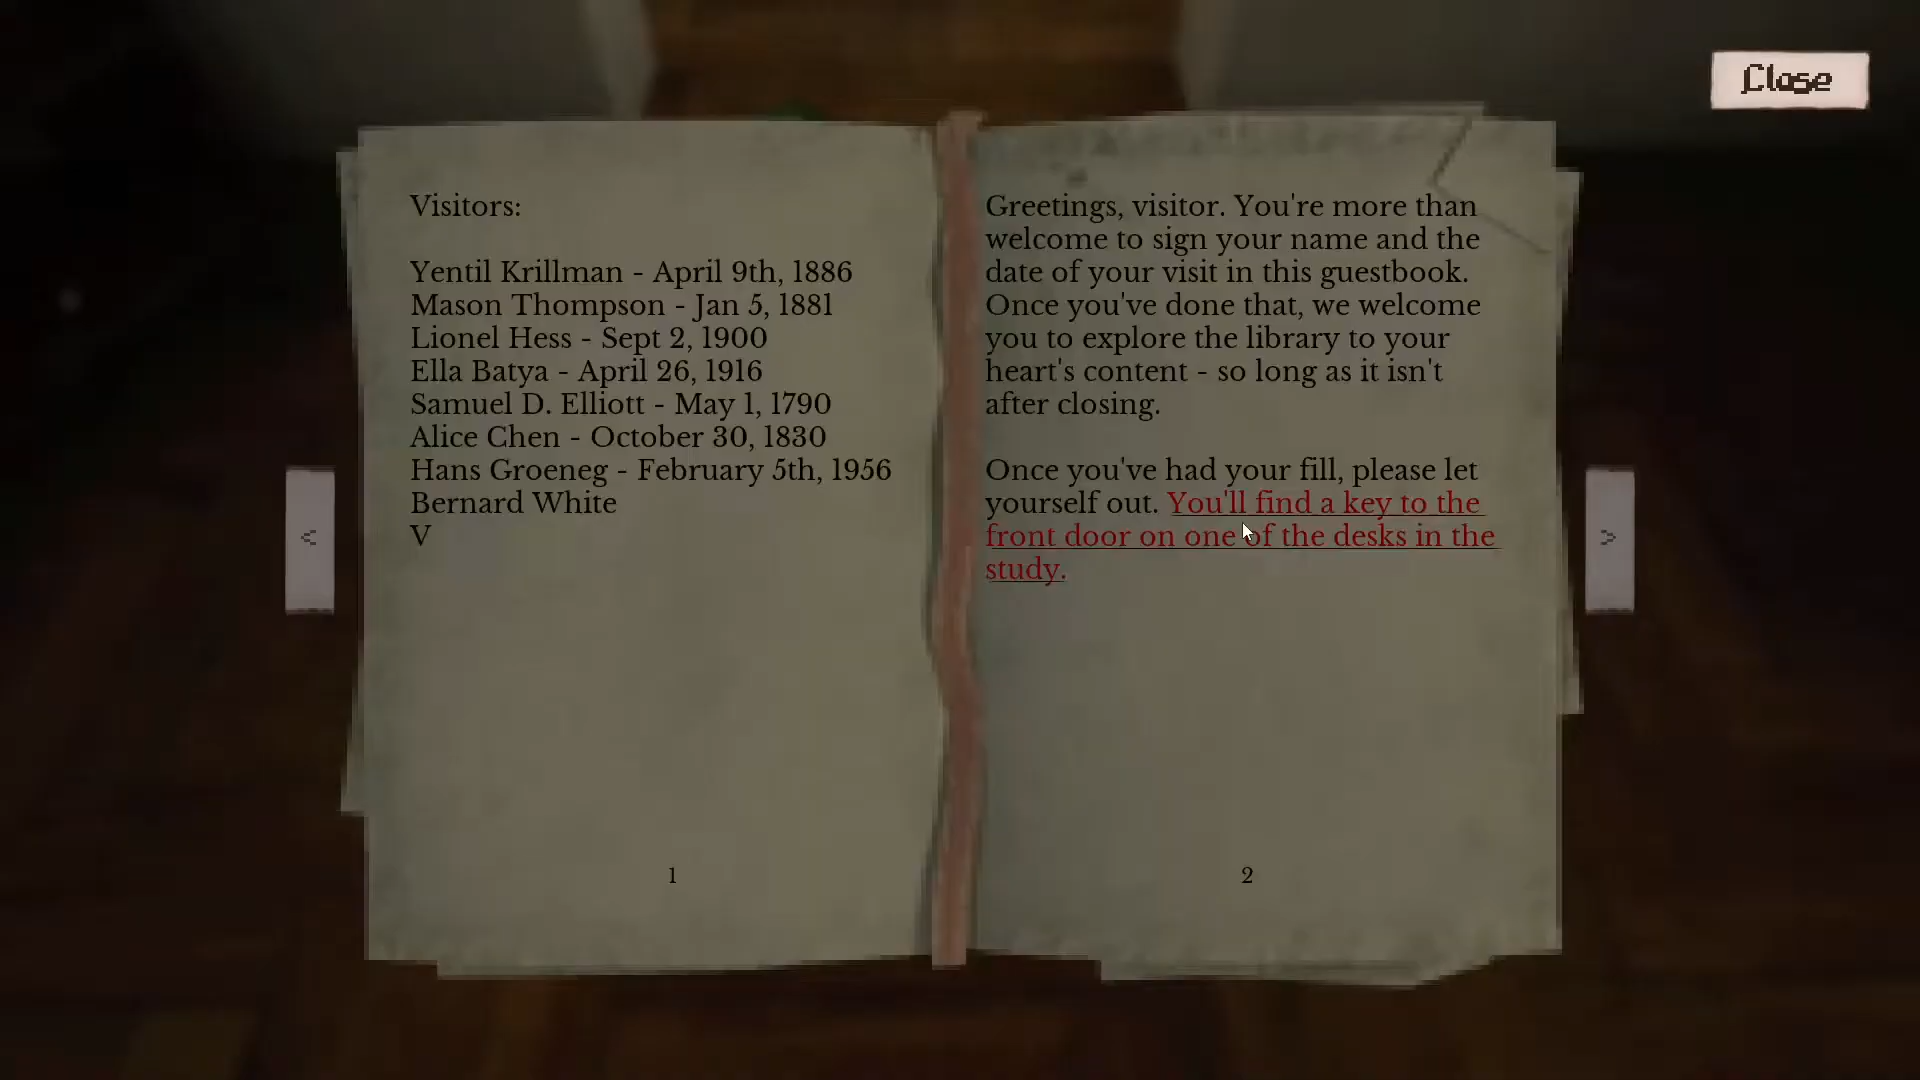 Close
Visitors:
Yentil Krillman - April 9th, 1886
Mason Thompson - Jan 5, 1881
Lionel Hess - Sept 2, 1900
Ella Batya - April 26, 1916
Samuel D. Elliott - May 1, 1790
Alice Chen - October 30, 1830
Hans Groeneg - February 5th, 1956
Bernard White
V
1
Greetings, visitor. You're more than
welcome to sign your name and the
date of your visit in this guestbook.
Once you've done that, we welcome
you to explore the library to your
heart's content - so long as it isn't
after closing.
Once you've had your fill, please let
yourself out. You'll find a key to the
front door on one of the desks in the
study.
2
<
>